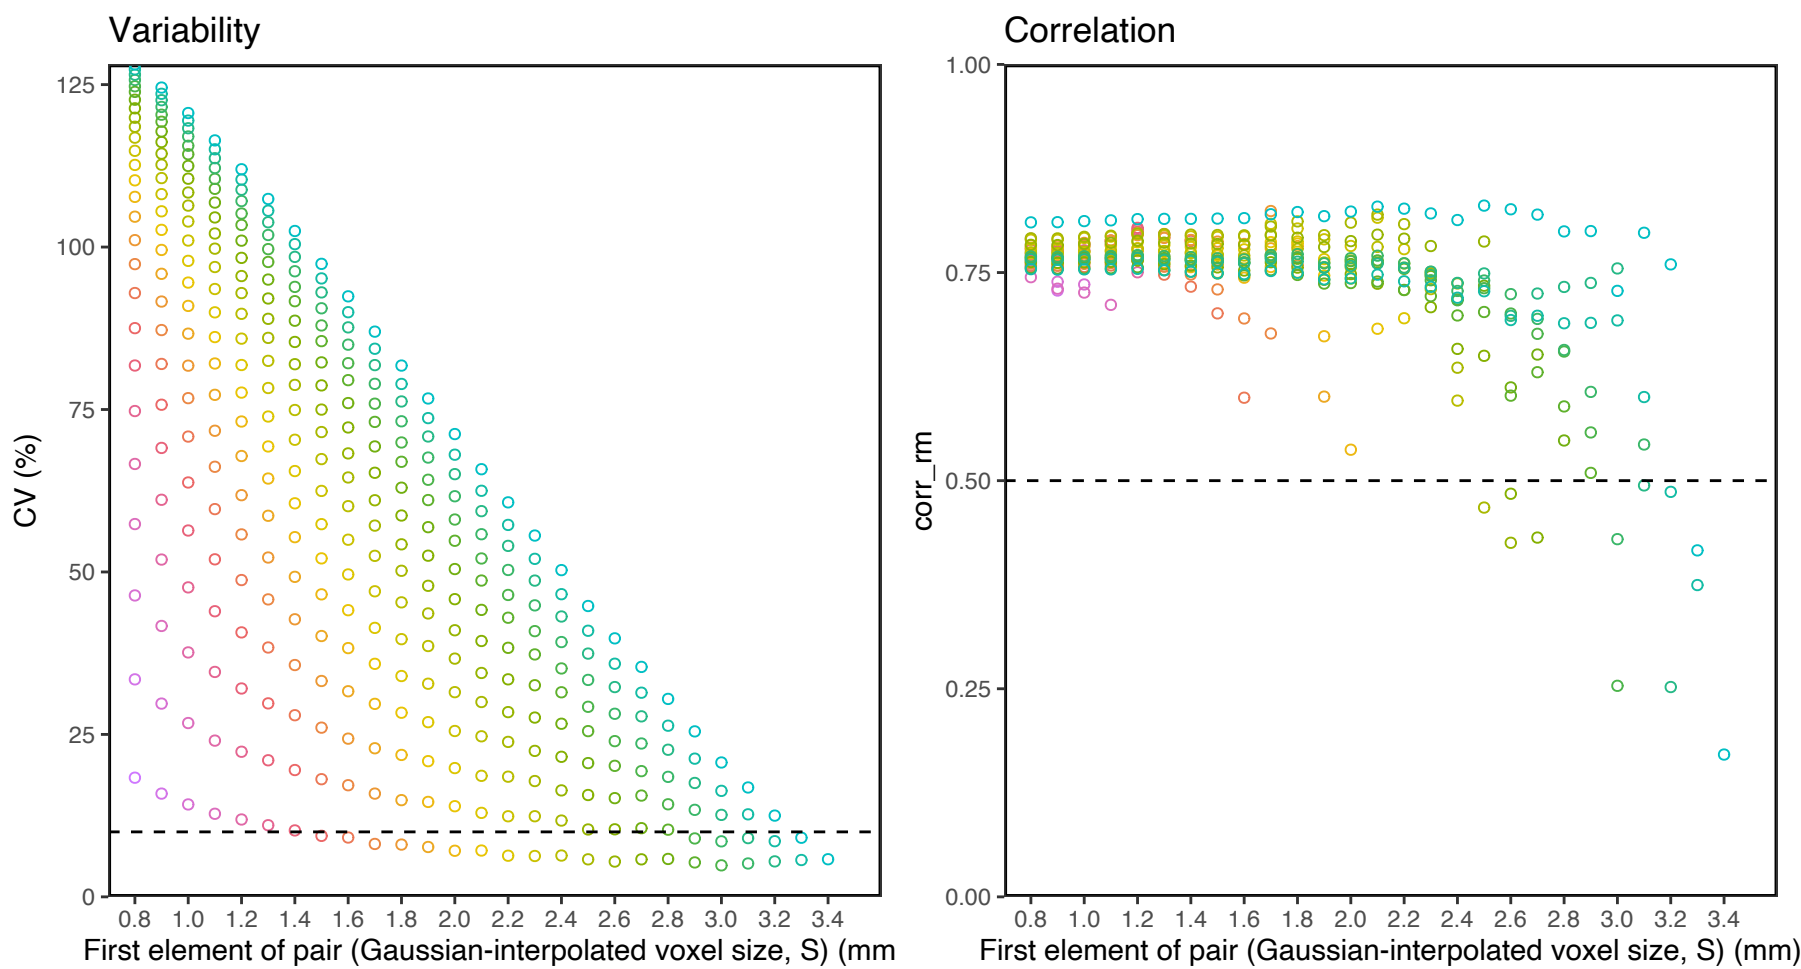 Variability
Correlation
CV (%)
125
100
75
50
25
0
0.8 1.0 1.2 1.4 1.6 1.8 2.0 2.2 2.4 2.6 2.8 3.0 3.2 3.4
First element of pair (Gaussian-interpolated voxel size, S) (mm
corr_rm
1.00
0.75
0.50
0.25
0.00
0.8 1.0 1.2 1.4 1.6 1.8 2.0 2.2 2.4 2.6 2.8 3.0 3.2 3.4
First element of pair (Gaussian-interpolated voxel size, S) (mm)